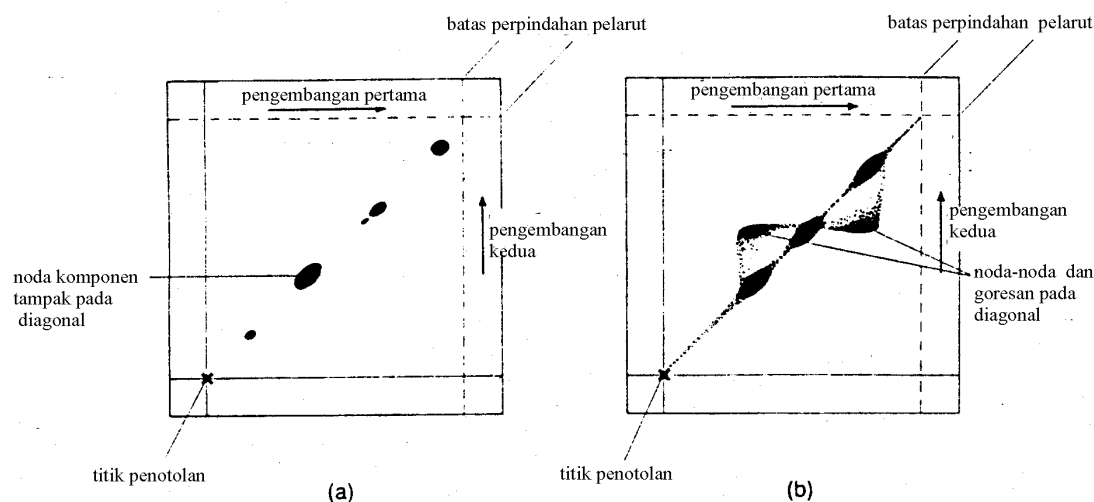 batas perpindahan pelarut
pengembangan pertama
pengembangan
kedua
noda komponen
tampak pada
diagonal
titik penotolan
(a)
batas perpindahan pelarut
pengembangan pertama
pengembangan
kedua
noda-noda dan
goresan pada
diagonal
titik penotolan
(b)